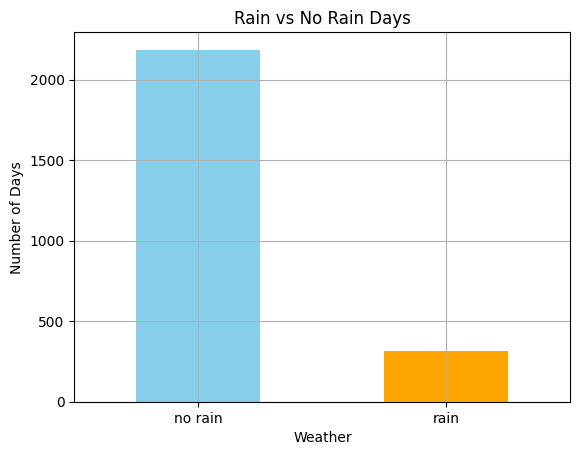 Rain vs No Rain Days
Number of Days
2000
1500
1000
500
0
no rain
rain
Weather